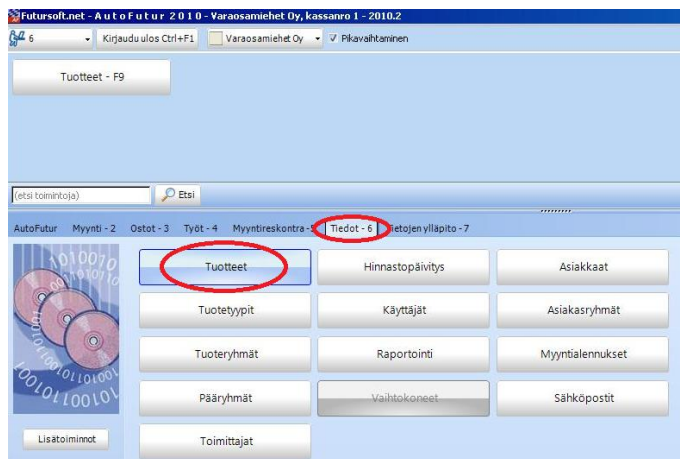 Futursoft.net - A u t o F u t u r 2 0 1 0 - Varaosamiehet Oy, kassanro 1 - 2010.2
6 Kirjaudu ulos Ctrl+F1 Varaosamiehet Oy Pikavaihtaminen
Tuotteet - F9
(etsi toimintoja) Etsi
AutoFutur Myynti - 2 Ostot - 3 Työt - 4 Myyntireskontra - 5 Tiedot - 6 Tietojen ylläpito - 7
Tuotteet Hinnastopäivitys Asiakkaat
Tuotetyypit Käyttäjät Asiakasryhmät
Tuoteryhmät Raportointi Myyntialennukset
Pääryhmät Vaihtokoneet Sähköpostit
Lisätoiminnot Toimittajat